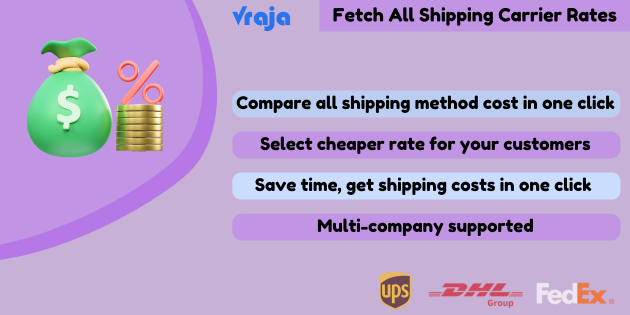 Vraja
Fetch All Shipping Carrier Rates
$
%
Compare all shipping method cost in one click
Select cheaper rate for your customers
Save time, get shipping costs in one click
Multi-company supported
ups
DHL
Group
FedEx®